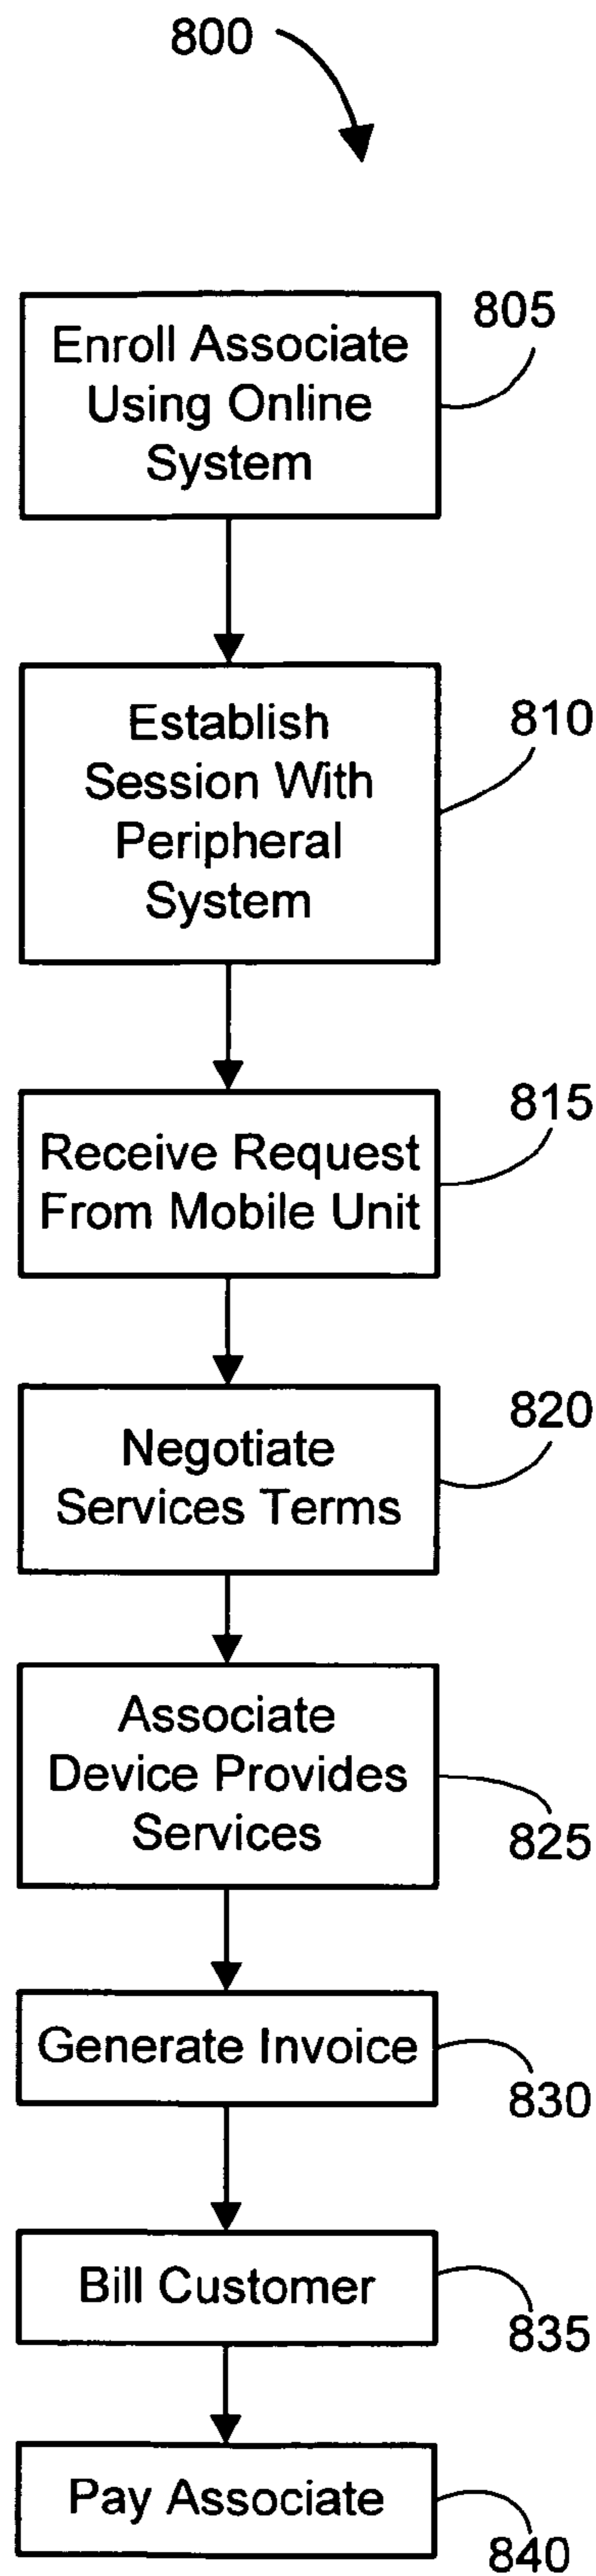 800
805
Enroll Associate
Using Online
System
810
Establish
Session With
Peripheral
System
815
Receive Request
From Mobile Unit
820
Negotiate
Services Terms
Associate
Device Provides
Services
825
Generate Invoice
830
Bill Customer
835
Pay Associate
840